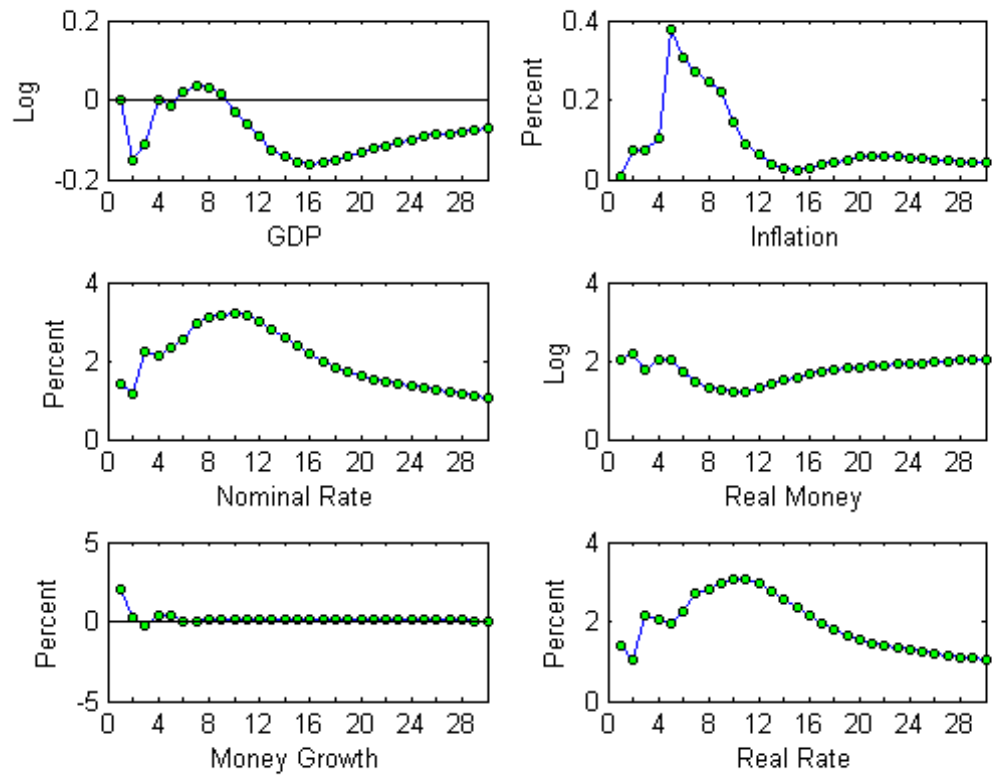 0.2
0
-0.2
Log
0 4 8 12 16 20 24 28
GDP
0.4
0.2
0
Percent
0 4 8 12 16 20 24 28
Inflation
4
2
0
Percent
0 4 8 12 16 20 24 28
Nominal Rate
4
2
0
Log
0 4 8 12 16 20 24 28
Real Money
5
0
-5
Percent
0 4 8 12 16 20 24 28
Money Growth
4
2
0
Percent
0 4 8 12 16 20 24 28
Real Rate